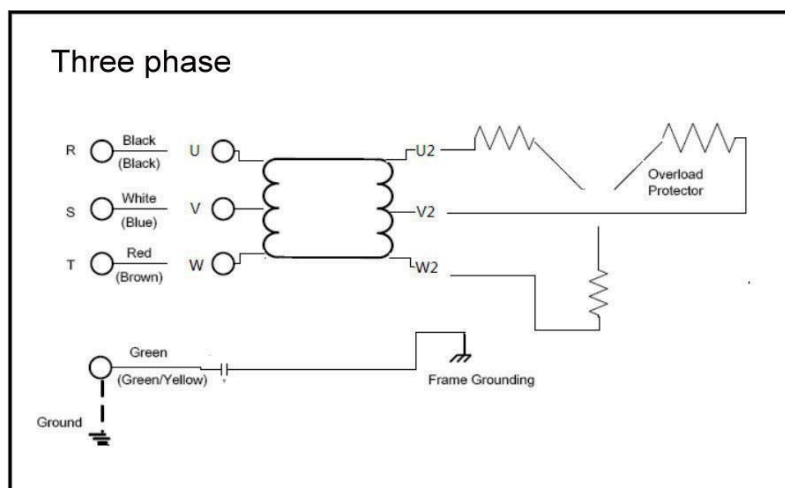 Three phase
R Black U U2
(Black)
Overload
Protector
S White V V2
(Blue)
T Red W W2
(Brown)
Green
(Green/Yellow)
Frame Grounding
Ground